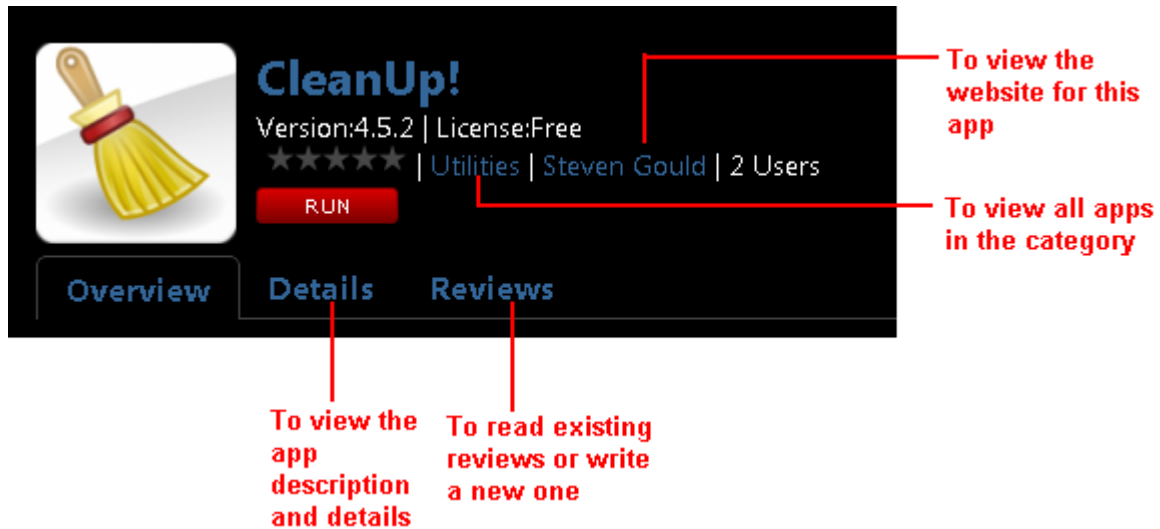 CleanUp!
Version:4.5.2 | License:Free
| Utilities | Steven Gould | 2 Users
RUN
Overview
Details
Reviews
To view the
website for this
app
To view all apps
in the category
To view the
app
description
and details
To read existing
reviews or write
a new one